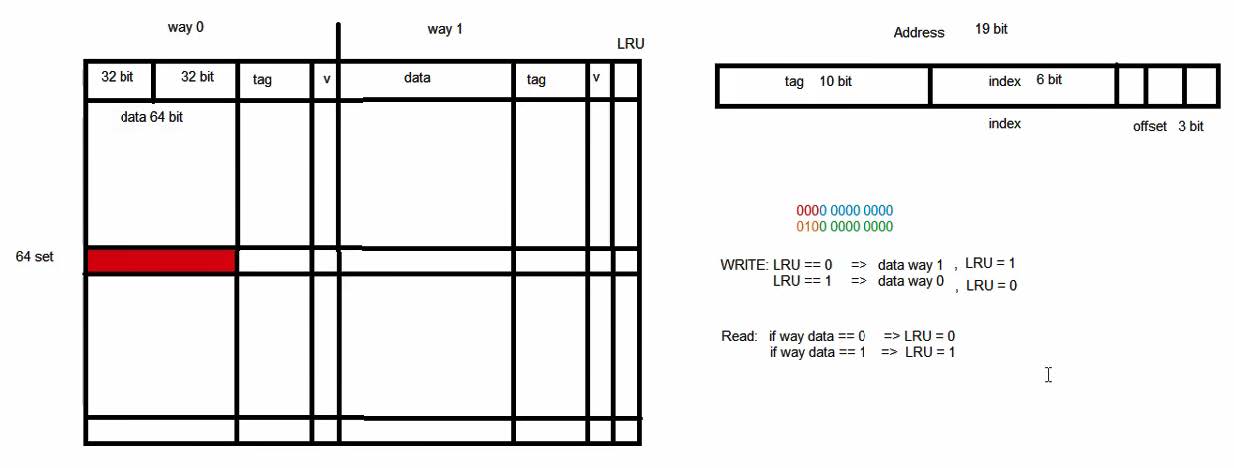 way 0
way 1
LRU
32 bit 32 bit tag v data tag v
data 64 bit
64 set
Address 19 bit
tag 10 bit index 6 bit
index offset 3 bit
0000 0000 0000
0100 0000 0000
WRITE: LRU == 0 => data way 1 , LRU = 1
LRU == 1 => data way 0 , LRU = 0
Read: if way data == 0 => LRU = 0
if way data == 1 => LRU = 1